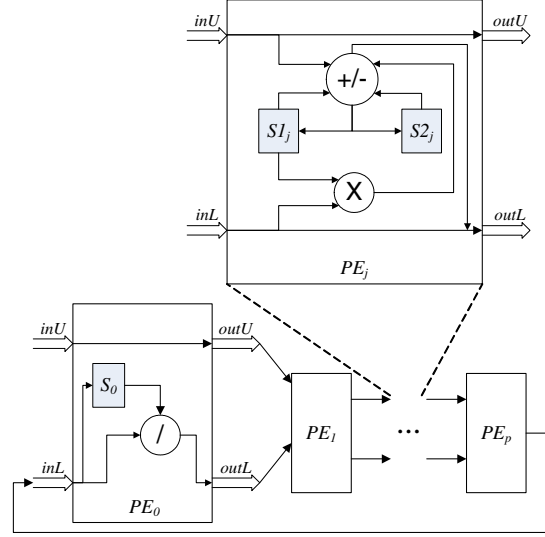 inU
outU
+/-
S1j
S2j
X
inL
outL
PEj
inU
outU
S0
/
inL
outL
PE0
PE1
...
PEp